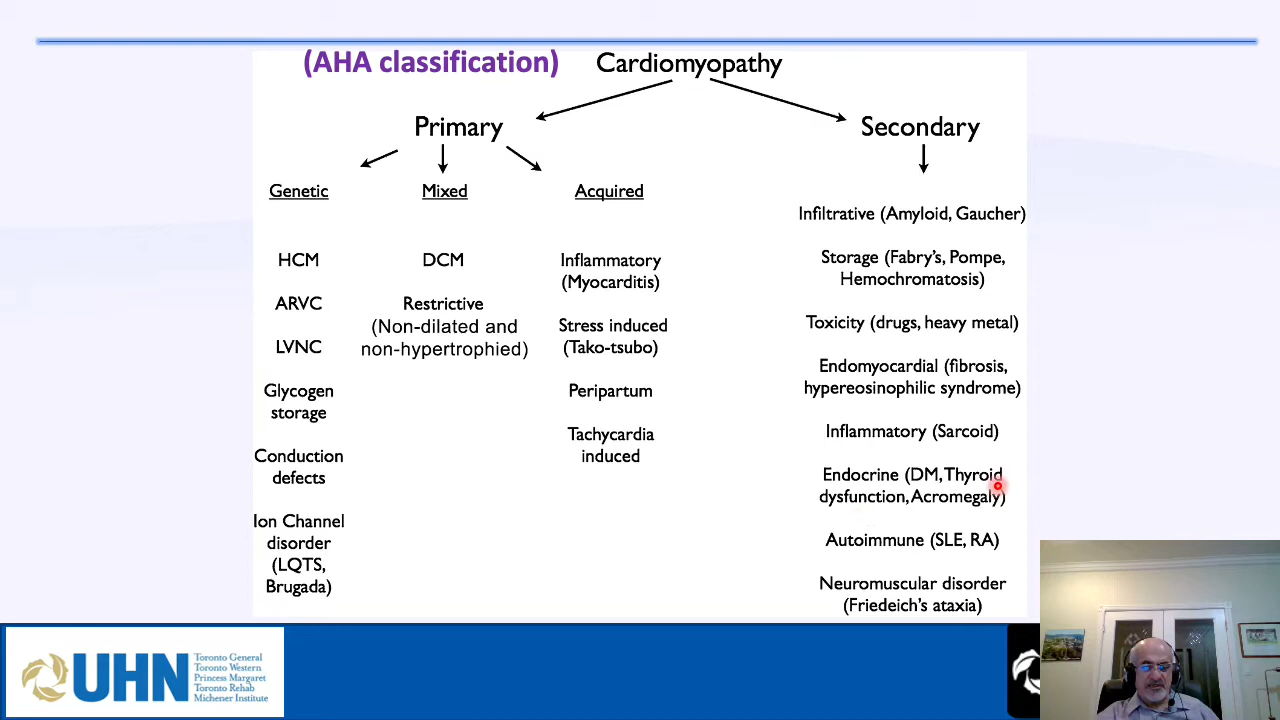 (AHA classification) Cardiomyopathy
Primary
Secondary
Genetic
Mixed
Acquired
HCM
ARVC
LVNC
Glycogen
storage
Conduction
defects
Ion Channel
disorder
(LQTS,
Brugada)
DCM
Restrictive
(Non-dilated and
non-hypertrophied)
Inflammatory
(Myocarditis)
Stress induced
(Tako-tsubo)
Peripartum
Tachycardia
induced
Infiltrative (Amyloid, Gaucher)
Storage (Fabry's, Pompe,
Hemochromatosis)
Toxicity (drugs, heavy metal)
Endomyocardial (fibrosis,
hypereosinophilic syndrome)
Inflammatory (Sarcoid)
Endocrine (DM, Thyroid
dysfunction, Acromegaly)
Autoimmune (SLE, RA)
Neuromuscular disorder
(Friedeich's ataxia)
UHN
Toronto General
Toronto Western
Princess Margaret
Toronto Rehab
Michener Institute